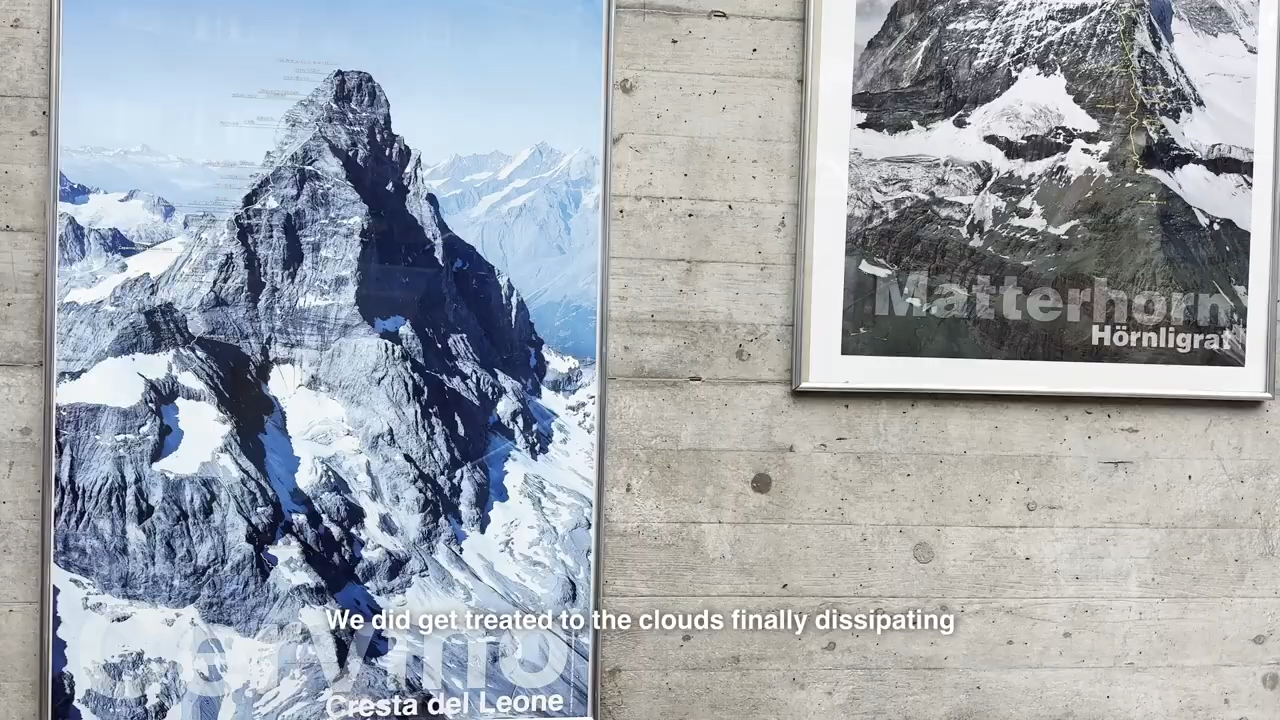 Matterhorn
Hörnligrat
We did get treated to the clouds finally dissipating
Cervino
Cresta del Leone